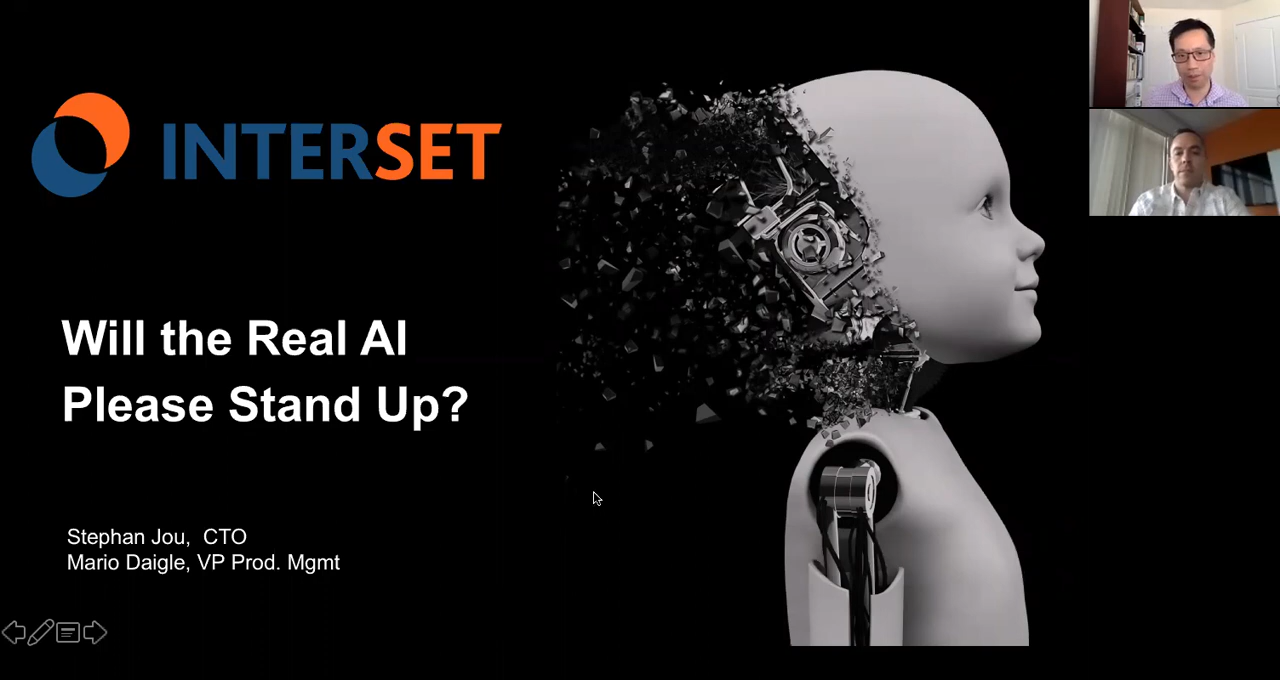 INTERSET
Will the Real AI
Please Stand Up?
Stephan Jou, CTO
Mario Daigle, VP Prod. Mgmt